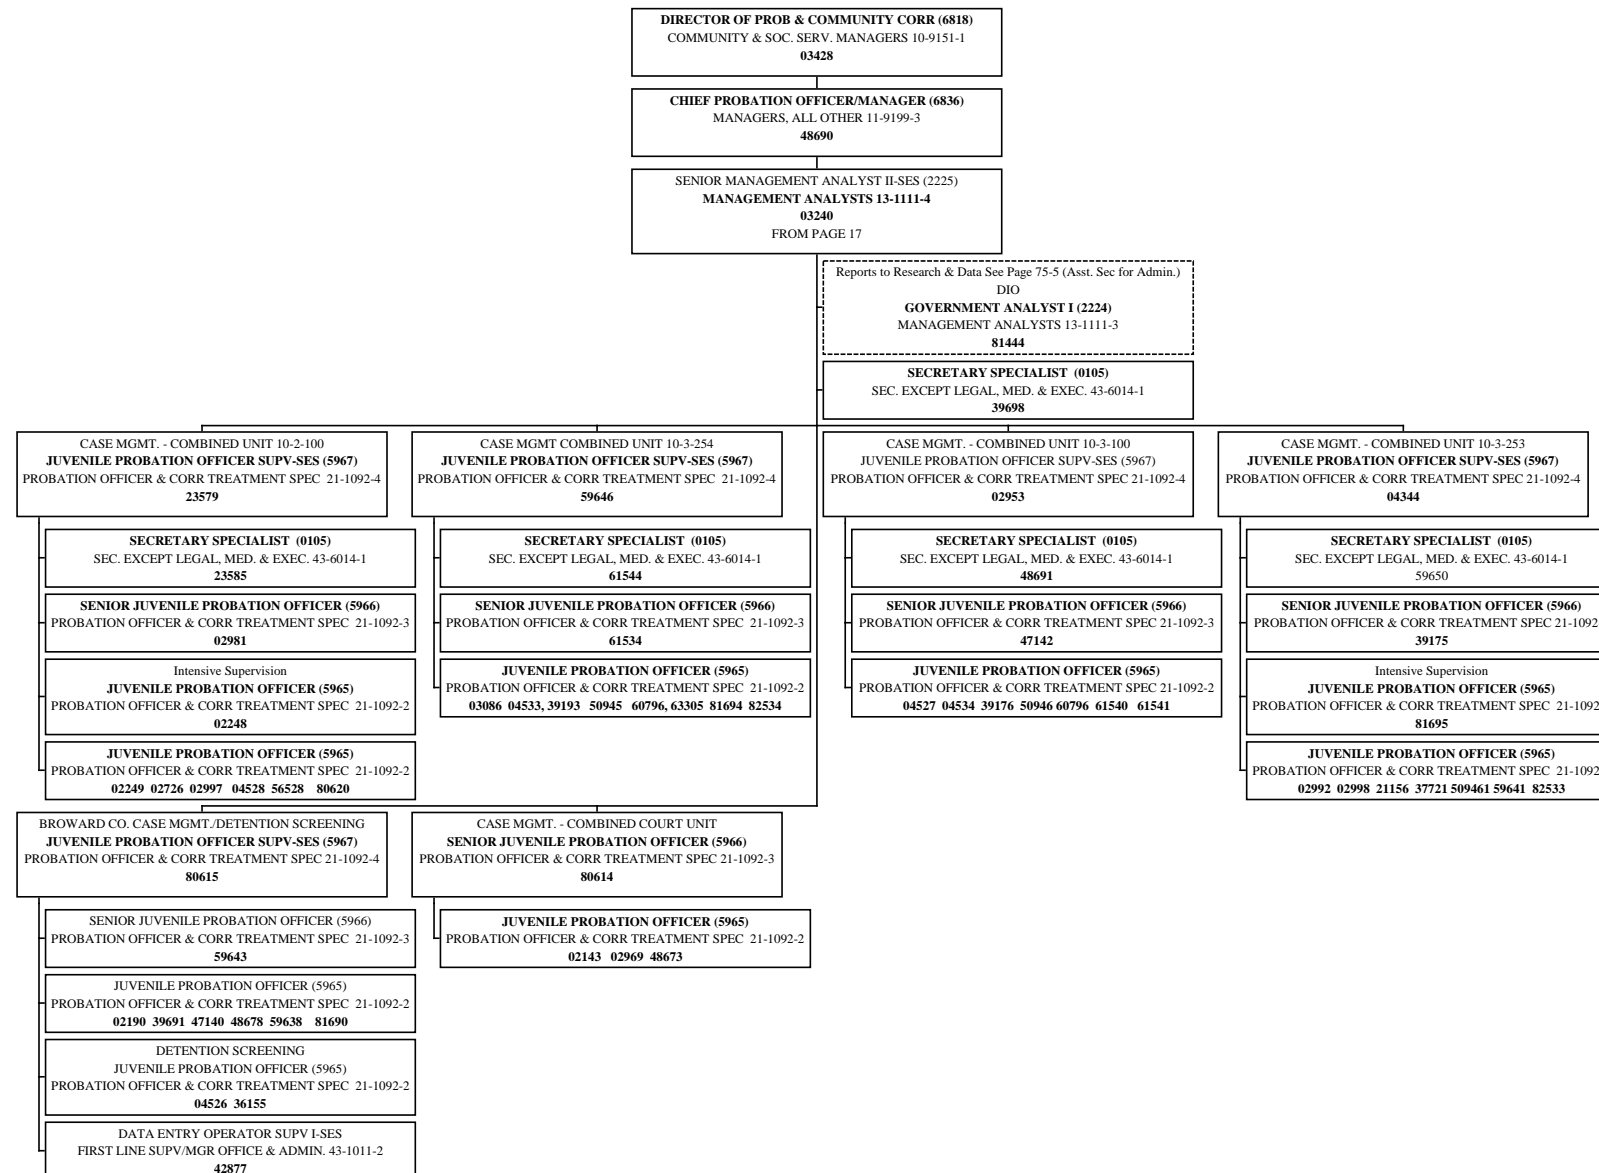 DIRECTOR OF PROB & COMMUNITY CORR (6818)
COMMUNITY & SOC. SERV. MANAGERS 10-9151-1
03428
CHIEF PROBATION OFFICER/MANAGER (6836)
MANAGERS, ALL OTHER 11-9199-3
48690
SENIOR MANAGEMENT ANALYST II-SES (2225)
MANAGEMENT ANALYSTS 13-1111-4
03240
FROM PAGE 17
Reports to Research & Data See Page 75-5 (Asst. Sec for Admin.)
DIO
GOVERNMENT ANALYST I (2224)
MANAGEMENT ANALYSTS 13-1111-3
81444
SECRETARY SPECIALIST (0105)
SEC. EXCEPT LEGAL, MED. & EXEC. 43-6014-1
39698
CASE MGMT. - COMBINED UNIT 10-2-100
JUVENILE PROBATION OFFICER SUPV-SES (5967)
PROBATION OFFICER & CORR TREATMENT SPEC 21-1092-4
23579
SECRETARY SPECIALIST (0105)
SEC. EXCEPT LEGAL, MED. & EXEC. 43-6014-1
23585
SENIOR JUVENILE PROBATION OFFICER (5966)
PROBATION OFFICER & CORR TREATMENT SPEC 21-1092-3
02981
Intensive Supervision
JUVENILE PROBATION OFFICER (5965)
PROBATION OFFICER & CORR TREATMENT SPEC 21-1092-2
02248
JUVENILE PROBATION OFFICER (5965)
PROBATION OFFICER & CORR TREATMENT SPEC 21-1092-2
02249 02726 02997 04528 56528 80620
CASE MGMT COMBINED UNIT 10-3-254
JUVENILE PROBATION OFFICER SUPV-SES (5967)
PROBATION OFFICER & CORR TREATMENT SPEC 21-1092-4
59646
SECRETARY SPECIALIST (0105)
SEC. EXCEPT LEGAL, MED. & EXEC. 43-6014-1
61544
SENIOR JUVENILE PROBATION OFFICER (5966)
PROBATION OFFICER & CORR TREATMENT SPEC 21-1092-3
61534
JUVENILE PROBATION OFFICER (5965)
PROBATION OFFICER & CORR TREATMENT SPEC 21-1092-2
03086 04533, 39193 50945 60796, 63305 81694 82534
CASE MGMT. - COMBINED UNIT 10-3-100
JUVENILE PROBATION OFFICER SUPV-SES (5967)
PROBATION OFFICER & CORR TREATMENT SPEC 21-1092-4
02953
SECRETARY SPECIALIST (0105)
SEC. EXCEPT LEGAL, MED. & EXEC. 43-6014-1
48691
SENIOR JUVENILE PROBATION OFFICER (5966)
PROBATION OFFICER & CORR TREATMENT SPEC 21-1092-3
47142
JUVENILE PROBATION OFFICER (5965)
PROBATION OFFICER & CORR TREATMENT SPEC 21-1092-2
04527 04534 39176 50946 60796 61540 61541
CASE MGMT. - COMBINED UNIT 10-3-253
JUVENILE PROBATION OFFICER SUPV-SES (5967)
PROBATION OFFICER & CORR TREATMENT SPEC 21-1092-4
04344
SECRETARY SPECIALIST (0105)
SEC. EXCEPT LEGAL, MED. & EXEC. 43-6014-1
59650
SENIOR JUVENILE PROBATION OFFICER (5966)
PROBATION OFFICER & CORR TREATMENT SPEC 21-1092
39175
Intensive Supervision
JUVENILE PROBATION OFFICER (5965)
PROBATION OFFICER & CORR TREATMENT SPEC 21-1092
81695
JUVENILE PROBATION OFFICER (5965)
PROBATION OFFICER & CORR TREATMENT SPEC 21-1092
02992 02998 21156 37721 509461 59641 82533
BROWARD CO. CASE MGMT./DETENTION SCREENING
JUVENILE PROBATION OFFICER SUPV-SES (5967)
PROBATION OFFICER & CORR TREATMENT SPEC 21-1092-4
80615
SENIOR JUVENILE PROBATION OFFICER (5966)
PROBATION OFFICER & CORR TREATMENT SPEC 21-1092-3
59643
JUVENILE PROBATION OFFICER (5965)
PROBATION OFFICER & CORR TREATMENT SPEC 21-1092-2
02190 39691 47140 48678 59638 81690
DETENTION SCREENING
JUVENILE PROBATION OFFICER (5965)
PROBATION OFFICER & CORR TREATMENT SPEC 21-1092-2
04526 36155
DATA ENTRY OPERATOR SUPV I-SES
FIRST LINE SUPV/MGR OFFICE & ADMIN. 43-1011-2
42877
CASE MGMT. - COMBINED COURT UNIT
SENIOR JUVENILE PROBATION OFFICER (5966)
PROBATION OFFICER & CORR TREATMENT SPEC 21-1092-3
80614
JUVENILE PROBATION OFFICER (5965)
PROBATION OFFICER & CORR TREATMENT SPEC 21-1092-2
02143 02969 48673